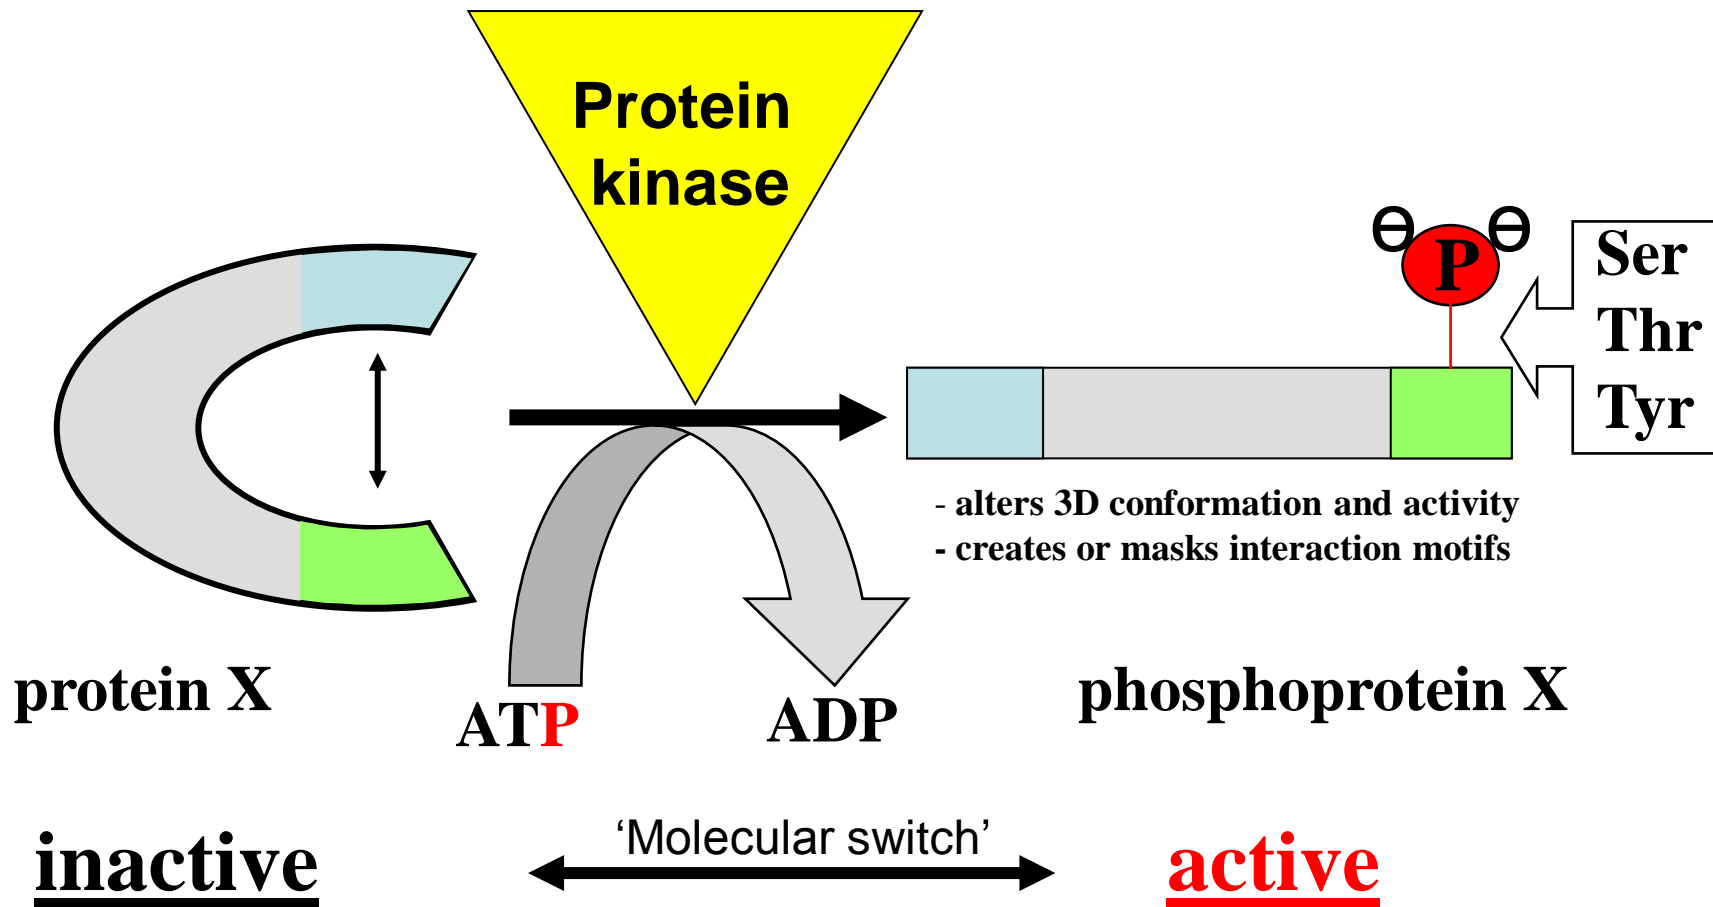 Protein
kinase
Ɵ P Ɵ
Ser
Thr
Tyr
- alters 3D conformation and activity
- creates or masks interaction motifs
protein X
ATP
ADP
phosphoprotein X
inactive
‘Molecular switch’
active